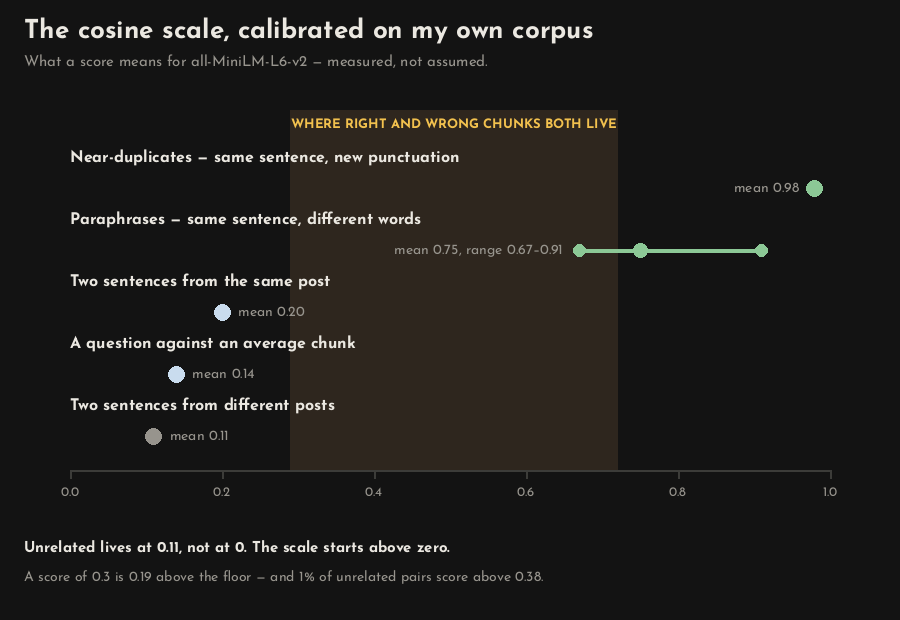 The cosine scale, calibrated on my own corpus
What a score means for all-MiniLM-L6-v2 — measured, not assumed.
WHERE RIGHT AND WRONG CHUNKS BOTH LIVE
Near-duplicates — same sentence, new punctuation
mean 0.98
Paraphrases — same sentence, different words
mean 0.75, range 0.67–0.91
Two sentences from the same post
mean 0.20
A question against an average chunk
mean 0.14
Two sentences from different posts
mean 0.11
0.0 0.2 0.4 0.6 0.8 1.0
Unrelated lives at 0.11, not at 0. The scale starts above zero.
A score of 0.3 is 0.19 above the floor — and 1% of unrelated pairs score above 0.38.